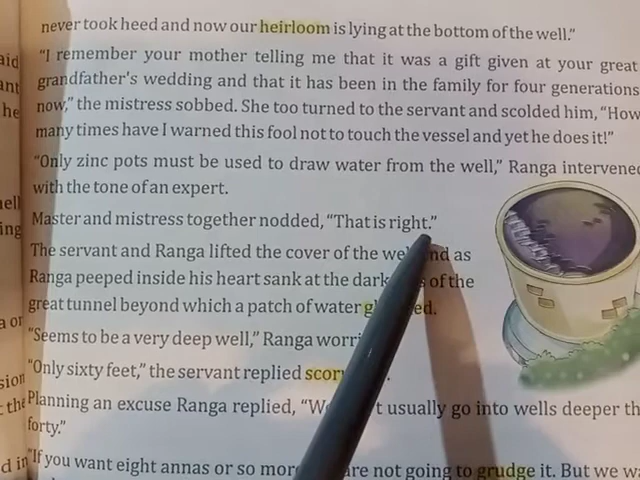 never took heed and now our heirloom is lying at the bottom of the well."
"I remember your mother telling me that it was a gift given at your great
grandfather's wedding and that it has been in the family for four generations
now," the mistress sobbed. She too turned to the servant and scolded him, "How
many times have I warned this fool not to touch the vessel and yet he does it!"
"Only zinc pots must be used to draw water from the well," Ranga intervened
with the tone of an expert.
Master and mistress together nodded, "That is right."
The servant and Ranga lifted the cover of the and as
Ranga peeped inside his heart sank at the of the
great tunnel beyond which a patch of water
"Seems to be a very deep well," Ranga
"Only sixty feet," the servant replied
Planning an excuse Ranga replied, usually go into wells deeper
forty."
"If you want eight annas or so are not going to grudge it. But we